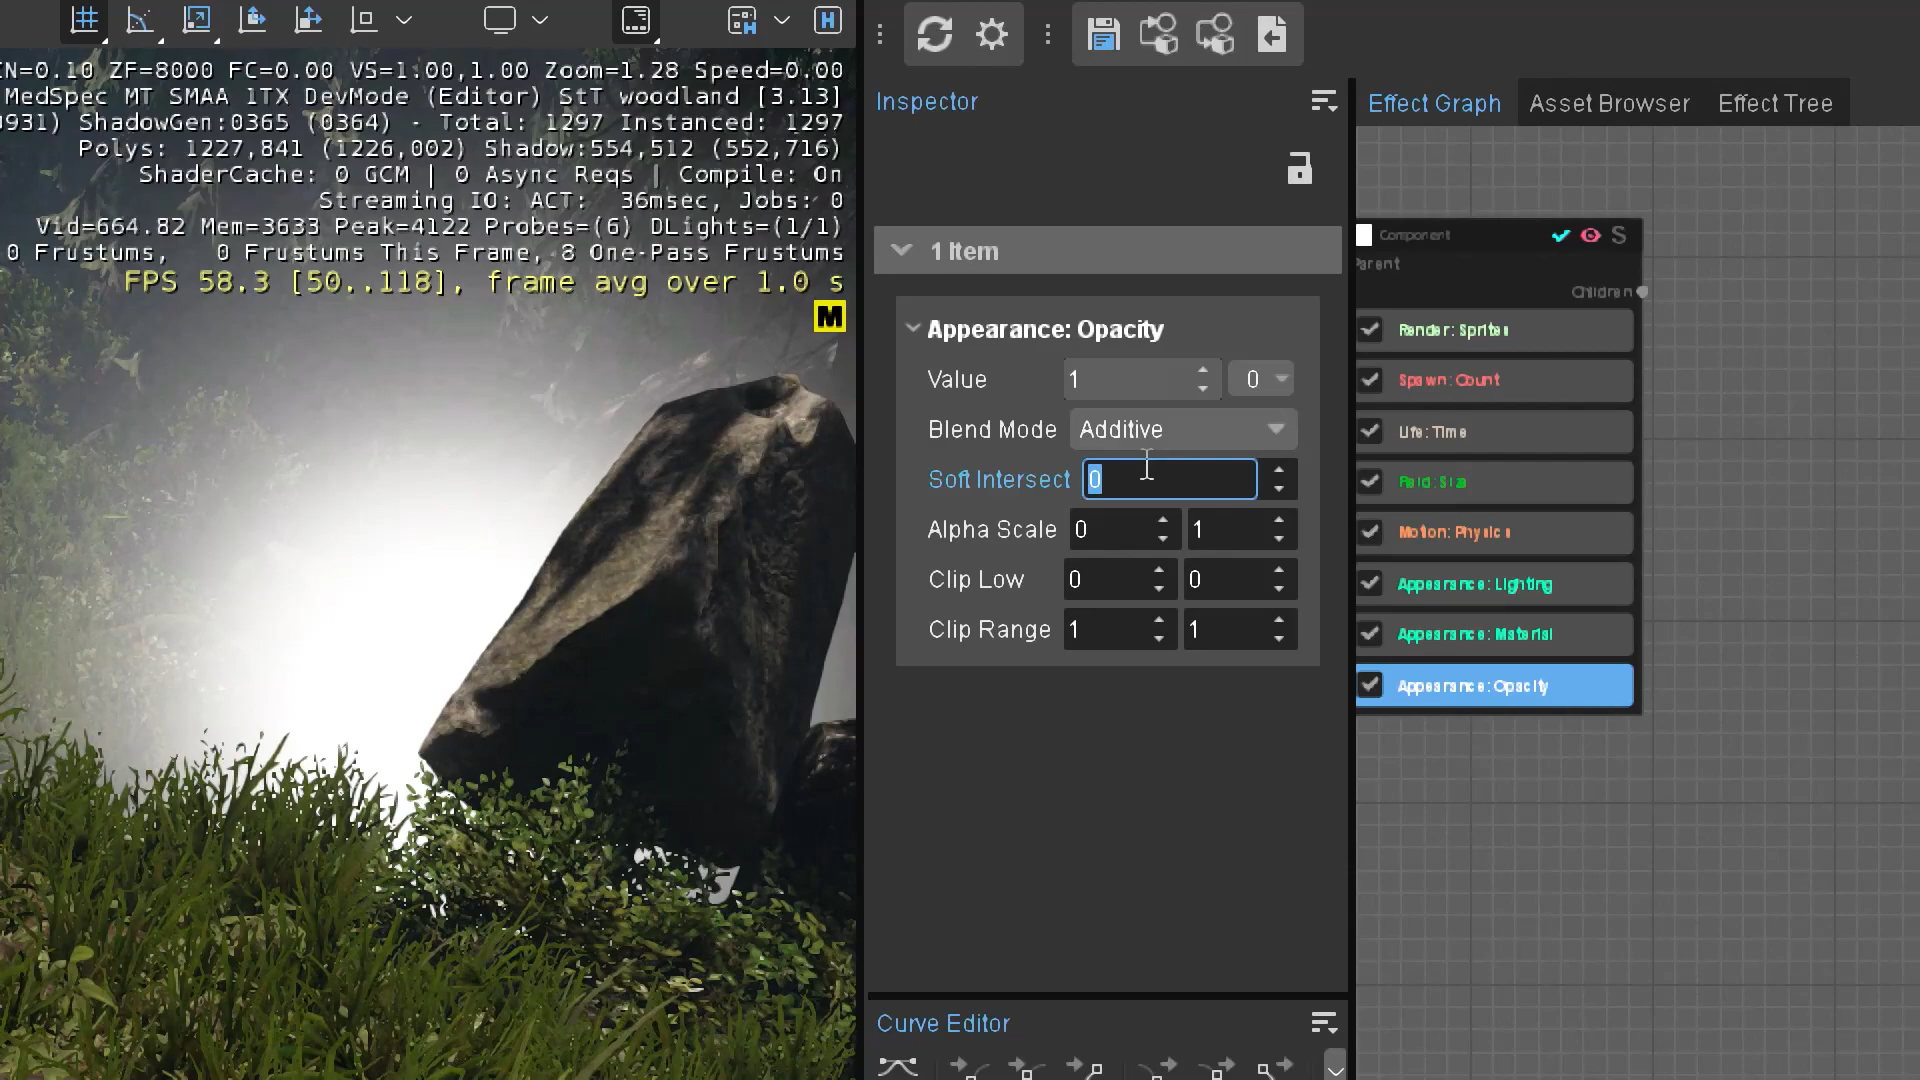 N=0.10 ZF=8000 FC=0.00 VS=1.00,1.00 Zoom=1.28 Speed=0.00
MedSpec MT SMAA 1TX DevMode (Editor) StT woodland [3.13]
931) ShadowGen:0365 (0364) - Total: 1297 Instanced: 1297
Polys: 1227,841 (1226,002) Shadow:554,512 (552,716)
ShaderCache: 0 GCM | 0 Async Reqs | Compile: On
Streaming IO: ACT: 36msec, Jobs: 0
Vid=664.82 Mem=3633 Peak=4122 Probes=(6) DLights=(1/1)
0 Frustums, 0 Frustums This Frame, 8 One-Pass Frustums
FPS 58.3 [50..118], frame avg over 1.0 s
M
H
H
Inspector
1 Item
Appearance: Opacity
Value 1 0
Blend Mode Additive
Soft Intersect 0
Alpha Scale 0 1
Clip Low 0 0
Clip Range 1 1
Curve Editor
Effect Graph Asset Browser Effect Tree
Component S
Parent
Children
Render: Sprites
Spawn: Count
Life: Time
Field: Size
Motion: Physics
Appearance: Lighting
Appearance: Material
Appearance: Opacity